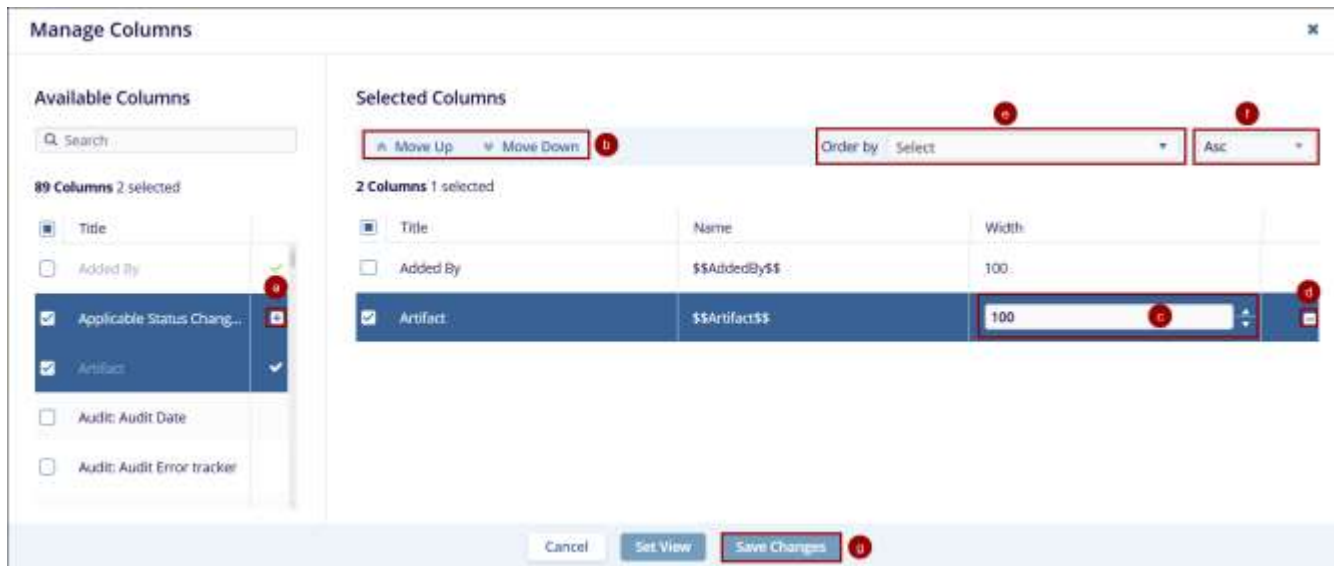 Manage Columns
Available Columns
Search
89 Columns 2 selected
Title
Added By
a
Applicable Status Chang...
Artifact
Audit: Audit Date
Audit: Audit Error tracker
Selected Columns
e
f
Move Up Move Down b Order by Select Asc
2 Columns 1 selected
Title Name Width
Added By $$AddedBy$$ 100
d
Artifact $$Artifact$$ 100 c
Cancel Set View Save Changes g